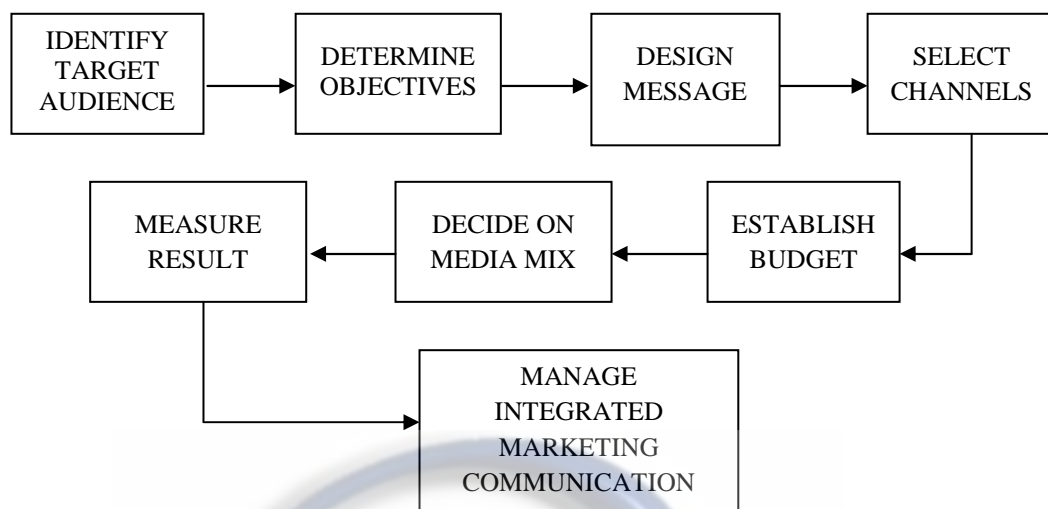 IDENTIFY
TARGET
AUDIENCE
DETERMINE
OBJECTIVES
DESIGN
MESSAGE
SELECT
CHANNELS
ESTABLISH
BUDGET
DECIDE ON
MEDIA MIX
MEASURE
RESULT
MANAGE
INTEGRATED
MARKETING
COMMUNICATION